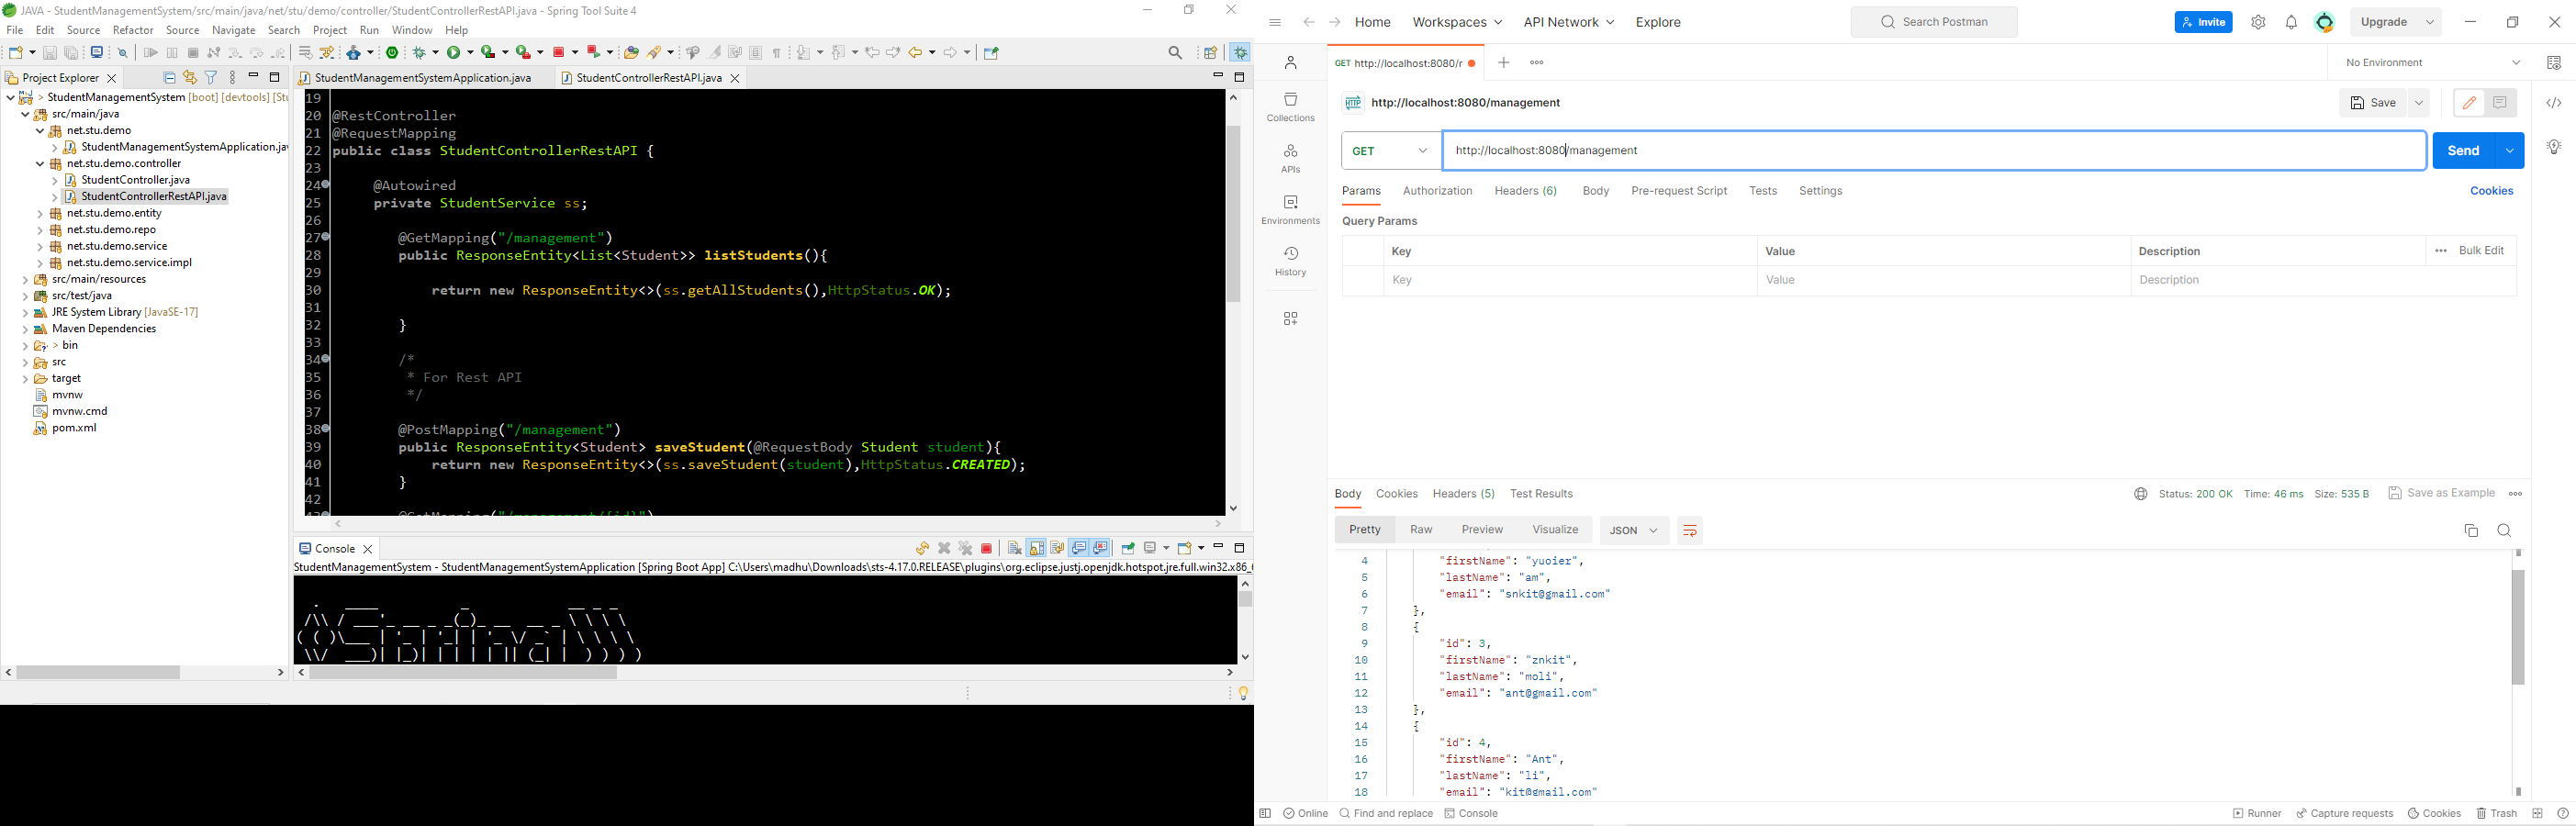 JAVA - StudentManagementSystem/src/main/java/net/stu/demo/controller/StudentControllerRestAPI.java - Spring Tool Suite 4
File Edit Source Refactor Source Navigate Search Project Run Window Help
Project Explorer
> StudentManagementSystem [boot] [devtools] [Stu
src/main/java
net.stu.demo
StudentManagementSystemApplication.jav
net.stu.demo.controller
StudentController.java
StudentControllerRestAPI.java
net.stu.demo.entity
net.stu.demo.repo
net.stu.demo.service
net.stu.demo.service.impl
src/main/resources
src/test/java
JRE System Library [JavaSE-17]
Maven Dependencies
> bin
src
target
mvnw
mvnw.cmd
pom.xml
StudentManagementSystemApplication.java StudentControllerRestAPI.java
19
20 @RestController
21 @RequestMapping
22 public class StudentControllerRestAPI {
23
24 @Autowired
25 private StudentService ss;
26
27 @GetMapping("/management")
28 public ResponseEntity<List<Student>> listStudents(){
29
30 return new ResponseEntity<>(ss.getAllStudents(),HttpStatus.OK);
31
32 }
33
34 /*
35 * For Rest API
36 */
37
38 @PostMapping("/management")
39 public ResponseEntity<Student> saveStudent(@RequestBody Student student){
40 return new ResponseEntity<>(ss.saveStudent(student),HttpStatus.CREATED);
41 }
42
43 @GetMapping("/management/{id}")
Console
StudentManagementSystem - StudentManagementSystemApplication [Spring Boot App] C:\Users\madhu\Downloads\sts-4.17.0.RELEASE\plugins\org.eclipse.justj.openjdk.hotspot.jre.full.win32.x86_
Home Workspaces API Network Explore
Search Postman
Invite
Upgrade
GET http://localhost:8080/r
No Environment
HTTP http://localhost:8080/management
Save
GET http://localhost:8080/management
Send
Params Authorization Headers (6) Body Pre-request Script Tests Settings
Cookies
Query Params
Key Value Description Bulk Edit
Key Value Description
Collections
APIs
Environments
History
Body Cookies Headers (5) Test Results
Status: 200 OK Time: 46 ms Size: 535 B Save as Example
Pretty Raw Preview Visualize JSON
4 "firstName": "yuoier",
5 "lastName": "am",
6 "email": "snkit@gmail.com"
7 },
8 {
9 "id": 3,
10 "firstName": "znkit",
11 "lastName": "moli",
12 "email": "ant@gmail.com"
13 },
14 {
15 "id": 4,
16 "firstName": "Ant",
17 "lastName": "li",
18 "email": "kit@gmail.com"
Online Find and replace Console
Runner Capture requests Cookies Trash